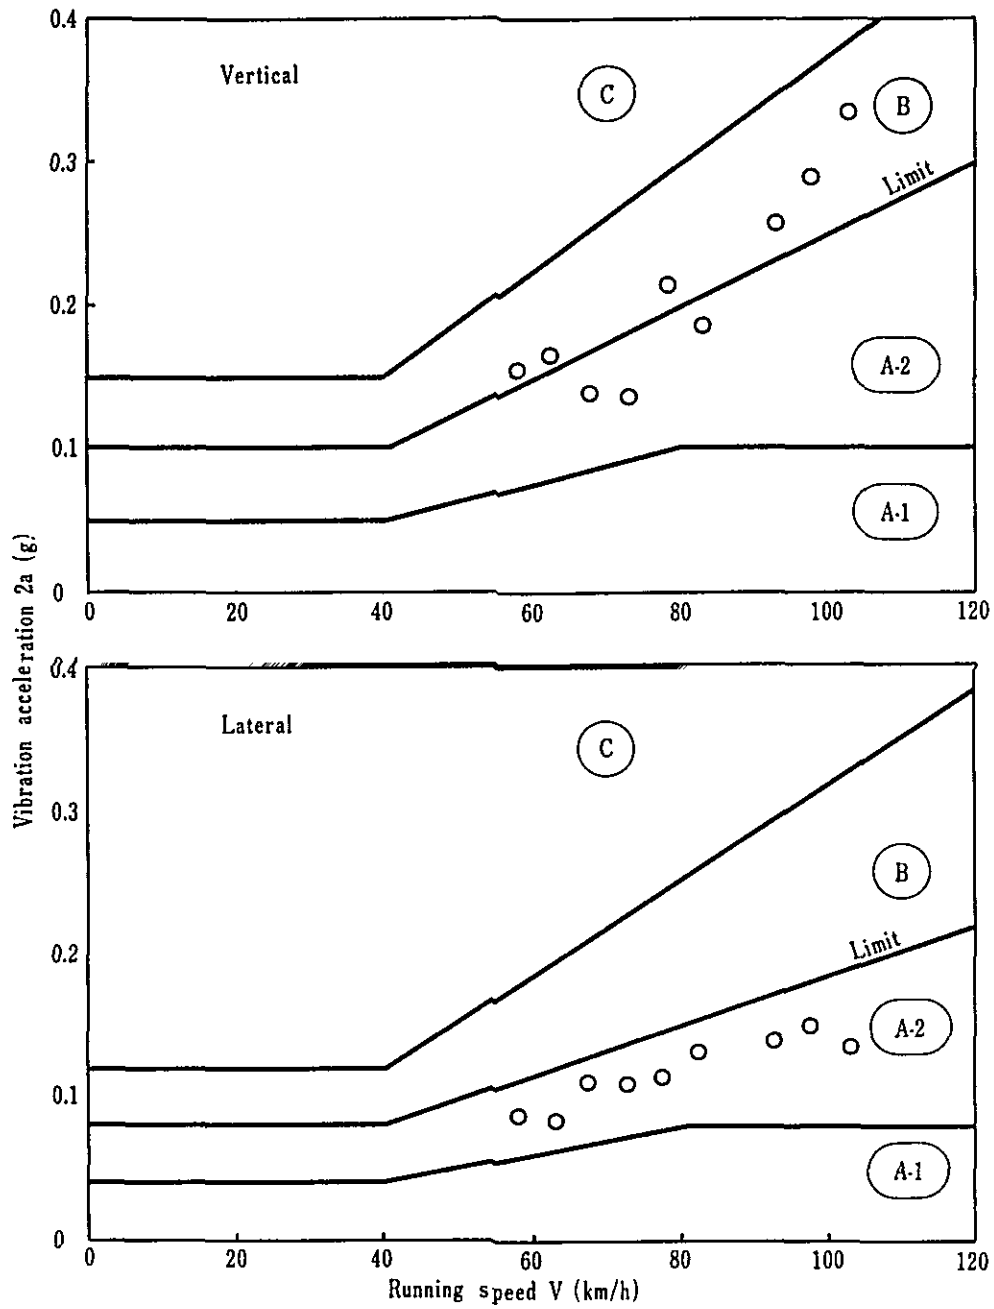 0.4
Vertical
C
B
0.3
Limit
0.2
A-2
0.1
A-1
0
0 20 40 60 80 100 120
Vibration acceleration 2a (g)
0.4
Lateral
C
0.3
B
0.2
Limit
A-2
0.1
A-1
0
0 20 40 60 80 100 120
Running speed V (km/h)